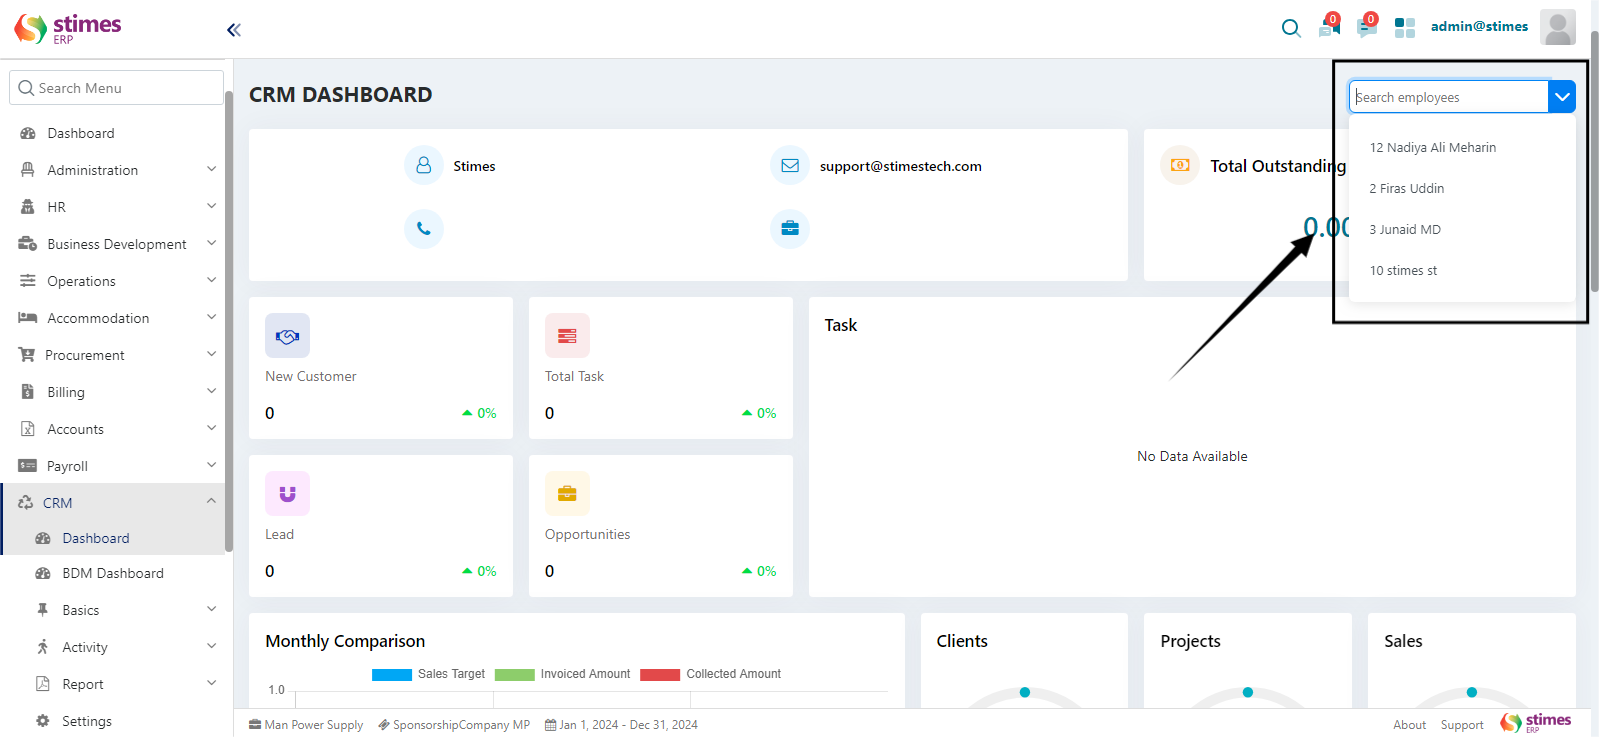 stimes
ERP
0
0
admin@stimes
Search Menu
Dashboard
Administration
HR
Business Development
Operations
Accommodation
Procurement
Billing
Accounts
Payroll
CRM
Dashboard
BDM Dashboard
Basics
Activity
Report
Settings
CRM DASHBOARD
Search employees
12 Nadiya Ali Meharin
2 Firas Uddin
3 Junaid MD
10 stimes st
Stimes
support@stimestech.com
Total Outstanding
0.00
New Customer
0
0%
Total Task
0
0%
Task
No Data Available
Lead
0
0%
Opportunities
0
0%
Monthly Comparison
Sales Target
Invoiced Amount
Collected Amount
1.0
Clients
Projects
Sales
Man Power Supply
SponsorshipCompany MP
Jan 1, 2024 - Dec 31, 2024
About
Support
stimes
ERP